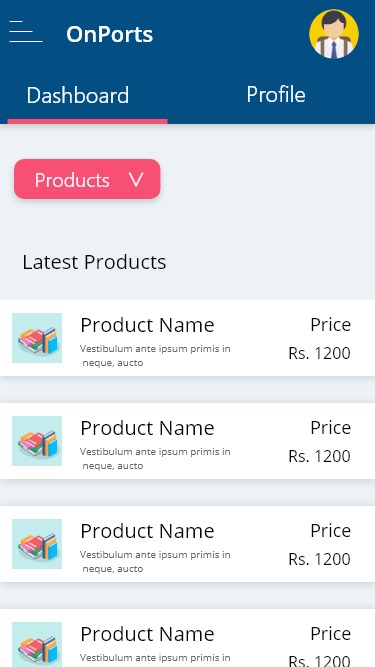 OnPorts
Dashboard
Profile
Products
Latest Products
Product Name
Price
Vestibulum ante ipsum primis in
neque, aucto
Rs. 1200
Product Name
Price
Vestibulum ante ipsum primis in
neque, aucto
Rs. 1200
Product Name
Price
Vestibulum ante ipsum primis in
neque, aucto
Rs. 1200
Product Name
Price
Vestibulum ante ipsum primis in
Rs. 1200